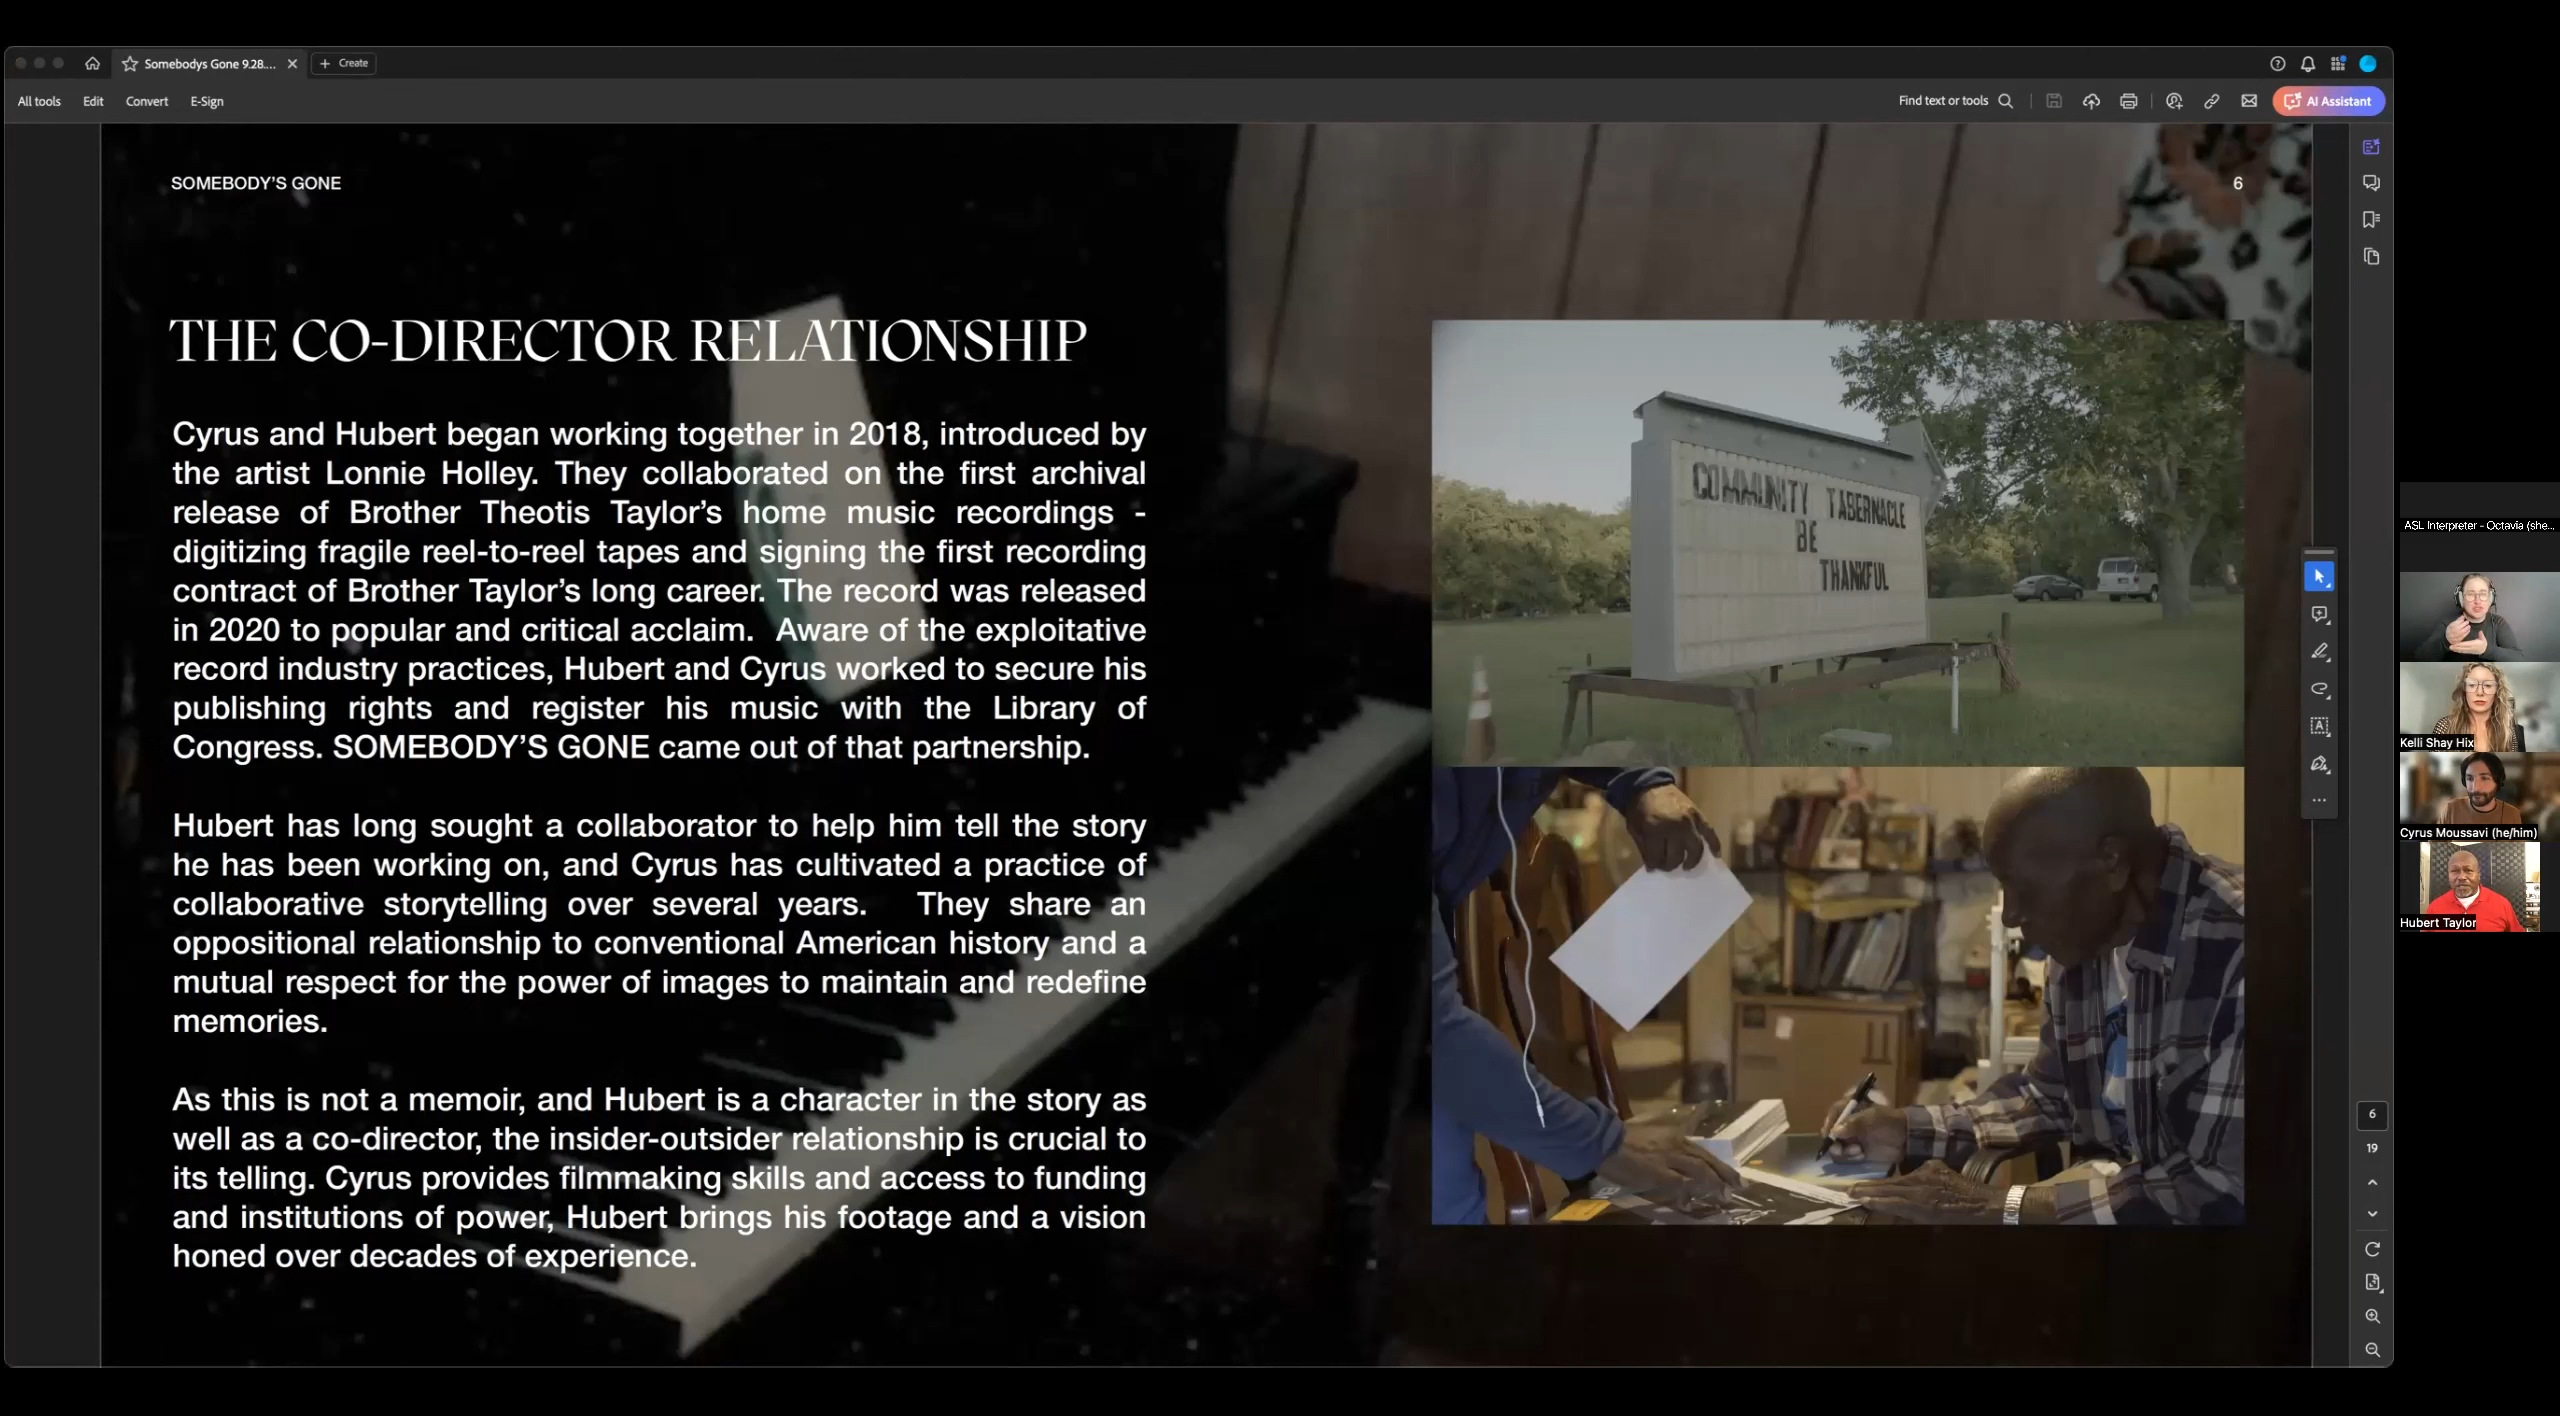 Somebodys Gone 9.28....
Create
All tools
Edit
Convert
E-Sign
Find text or tools
AI Assistant
SOMEBODY'S GONE
6
THE CO-DIRECTOR RELATIONSHIP
Cyrus and Hubert began working together in 2018, introduced by
the artist Lonnie Holley. They collaborated on the first archival
release of Brother Theotis Taylor's home music recordings -
digitizing fragile reel-to-reel tapes and signing the first recording
contract of Brother Taylor's long career. The record was released
in 2020 to popular and critical acclaim.  Aware of the exploitative
record industry practices, Hubert and Cyrus worked to secure his
publishing rights and register his music with the Library of
Congress. SOMEBODY'S GONE came out of that partnership.
Hubert has long sought a collaborator to help him tell the story
he has been working on, and Cyrus has cultivated a practice of
collaborative storytelling over several years.  They share an
oppositional relationship to conventional American history and a
mutual respect for the power of images to maintain and redefine
memories.
As this is not a memoir, and Hubert is a character in the story as
well as a co-director, the insider-outsider relationship is crucial to
its telling. Cyrus provides filmmaking skills and access to funding
and institutions of power, Hubert brings his footage and a vision
honed over decades of experience.
COMMUNITY TABERNACLE
BE
THANKFUL
6
19
ASL Interpreter - Octavia (she...
Kelli Shay Hix
Cyrus Moussavi (he/him)
Hubert Taylor